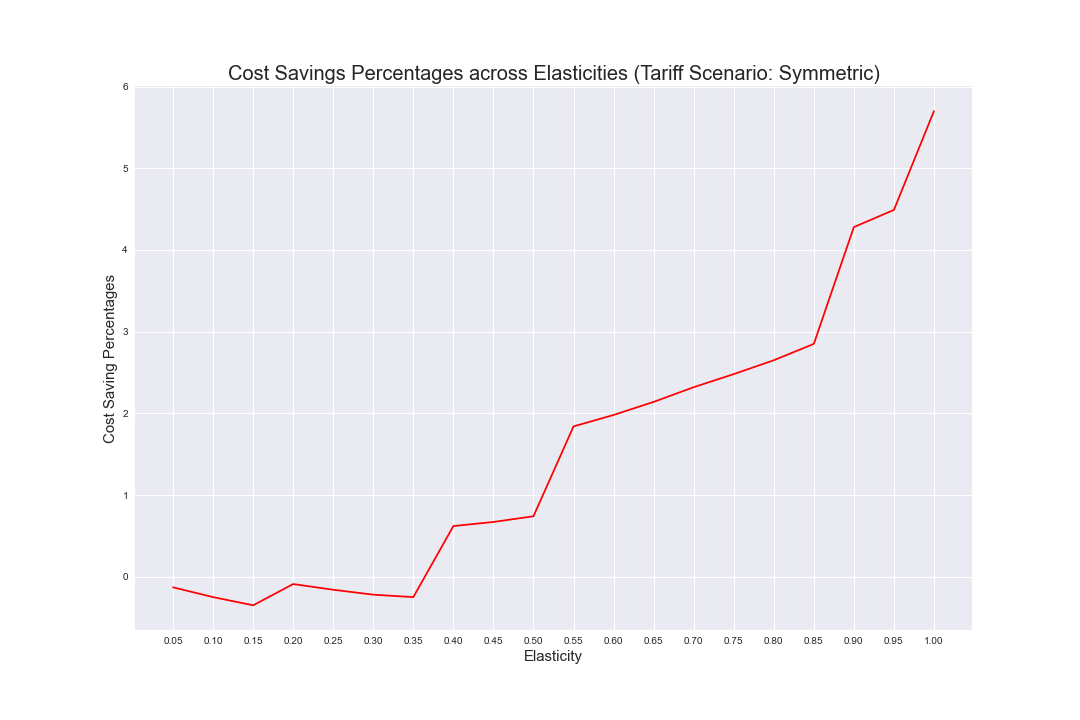 Cost Savings Percentages across Elasticities (Tariff Scenario: Symmetric)
6
5
4
3
2
1
0
Cost Saving Percentages
0.05 0.10 0.15 0.20 0.25 0.30 0.35 0.40 0.45 0.50 0.55 0.60 0.65 0.70 0.75 0.80 0.85 0.90 0.95 1.00
Elasticity